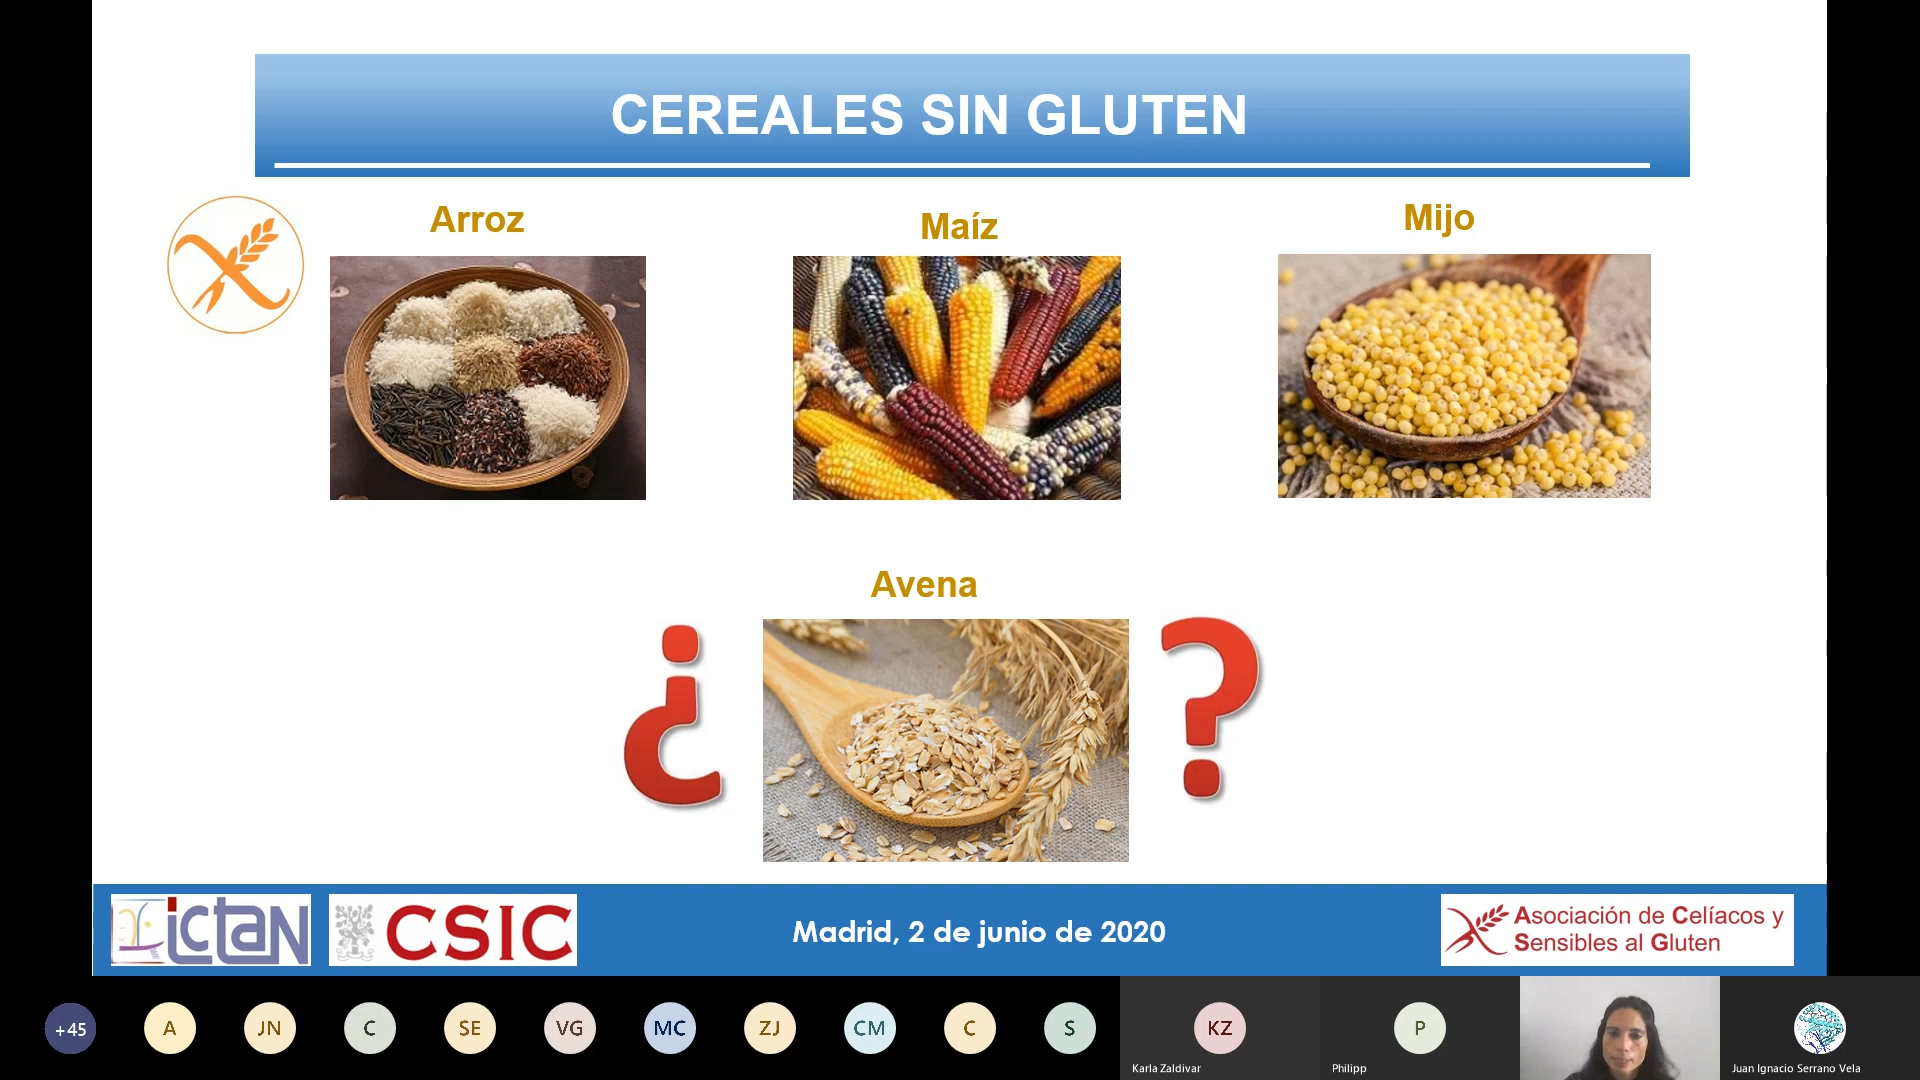 CEREALES SIN GLUTEN
Arroz
Maíz
Mijo
Avena
¿
?
ictan
CSIC
Madrid, 2 de junio de 2020
Asociación de Celíacos y
Sensibles al Gluten
+45
A
JN
C
SE
VG
MC
ZJ
CM
C
S
KZ
P
Karla Zaldivar
Philipp
Juan Ignacio Serrano Vela